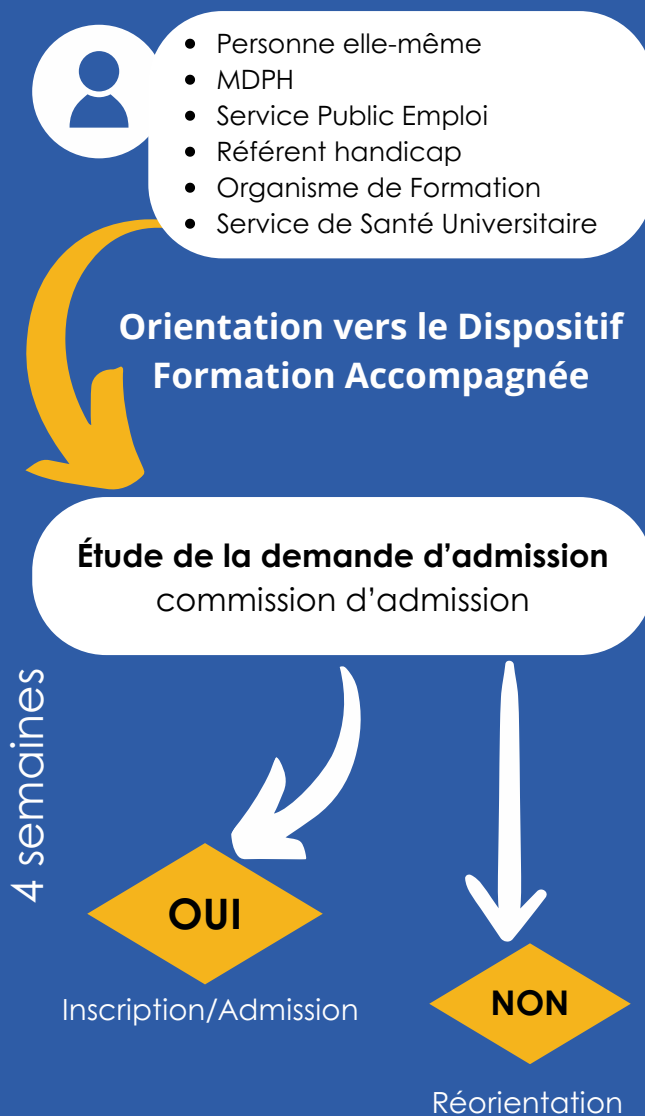 • Personne elle-même
• MDPH
• Service Public Emploi
• Référent handicap
• Organisme de Formation
• Service de Santé Universitaire
Orientation vers le Dispositif
Formation Accompagnée
Étude de la demande d'admission
commission d'admission
4 semaines
OUI
Inscription/Admission
NON
Réorientation